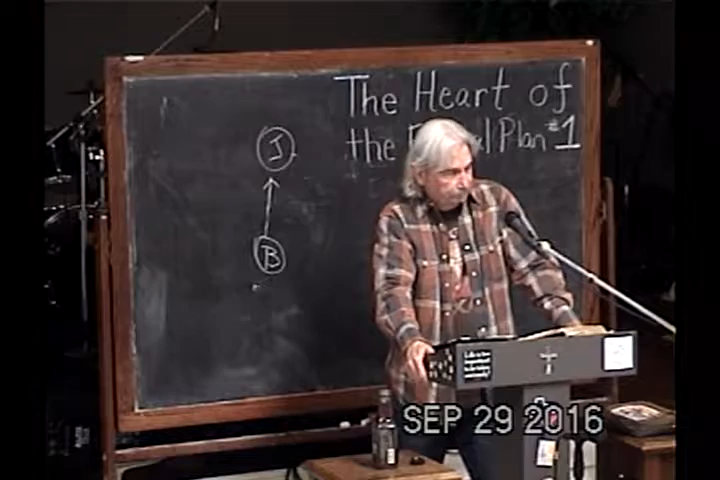 The Heart of
the Plan #1
J
B
SEP 29 2016